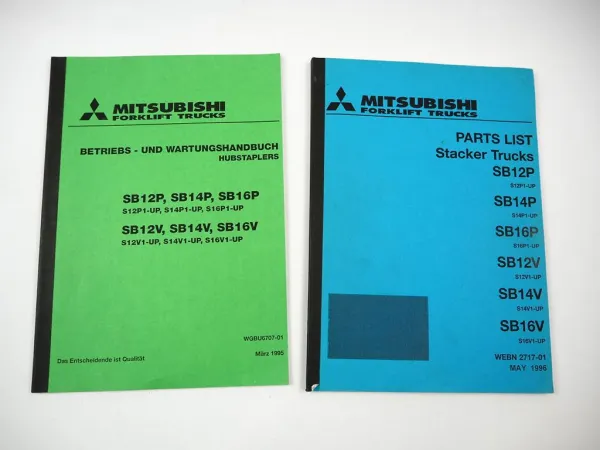 MITSUBISHI
FORKLIFT TRUCKS
BETRIEBS - UND WARTUNGSHANDBUCH
HUBSTAPLERS
SB12P, SB14P, SB16P
S12P1-UP, S14P1-UP, S16P1-UP
SB12V, SB14V, SB16V
S12V1-UP, S14V1-UP, S16V1-UP
WGBU6707-01
Das Entscheidende ist Qualität
März 1995
MITSUBISHI
FORKLIFT TRUCKS
PARTS LIST
Stacker Trucks
SB12P
S12P1-UP
SB14P
S14P1-UP
SB16P
S16P1-UP
SB12V
S12V1-UP
SB14V
S14V1-UP
SB16V
S16V1-UP
WEBN 2717-01
MAY 1996